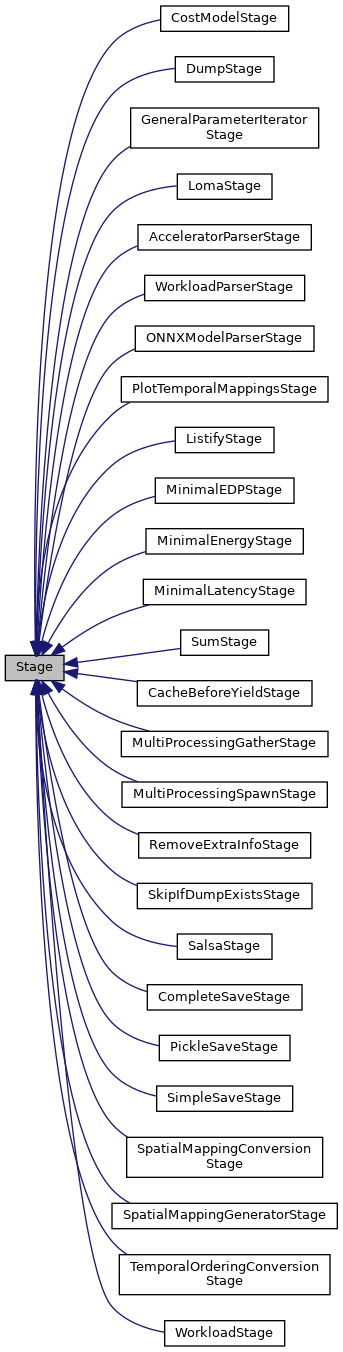 CostModelStage
DumpStage
GeneralParameterIterator
Stage
LomaStage
AcceleratorParserStage
WorkloadParserStage
ONNXModelParserStage
PlotTemporalMappingsStage
ListifyStage
MinimalEDPStage
MinimalEnergyStage
MinimalLatencyStage
SumStage
Stage
CacheBeforeYieldStage
MultiProcessingGatherStage
MultiProcessingSpawnStage
RemoveExtraInfoStage
SkipIfDumpExistsStage
SalsaStage
CompleteSaveStage
PickleSaveStage
SimpleSaveStage
SpatialMappingConversion
Stage
SpatialMappingGeneratorStage
TemporalOrderingConversion
Stage
WorkloadStage